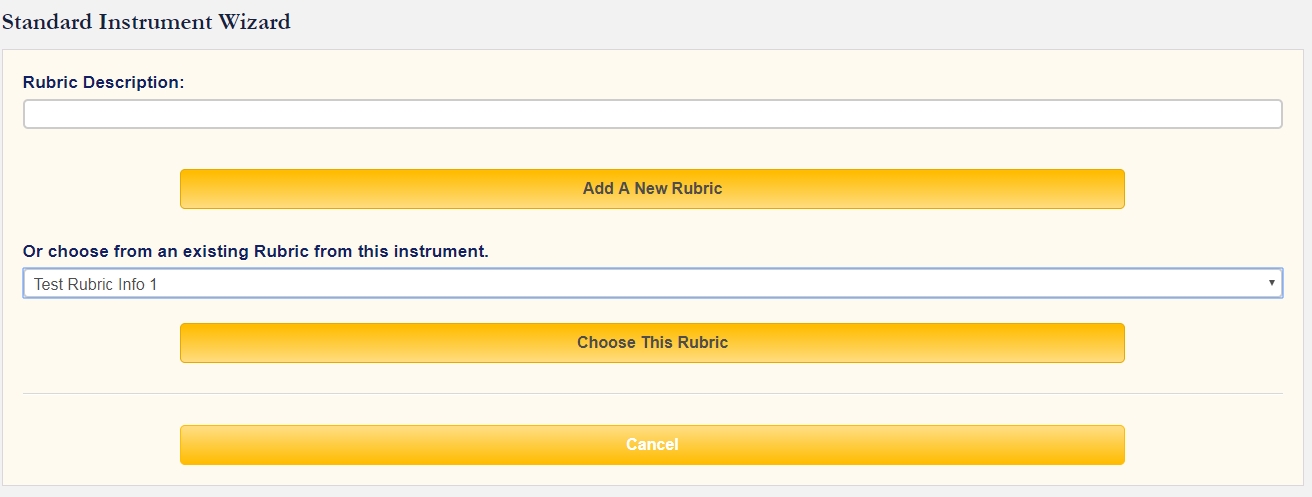 Standard Instrument Wizard
Rubric Description:
Add A New Rubric
Or choose from an existing Rubric from this instrument.
Test Rubric Info 1
Choose This Rubric
Cancel